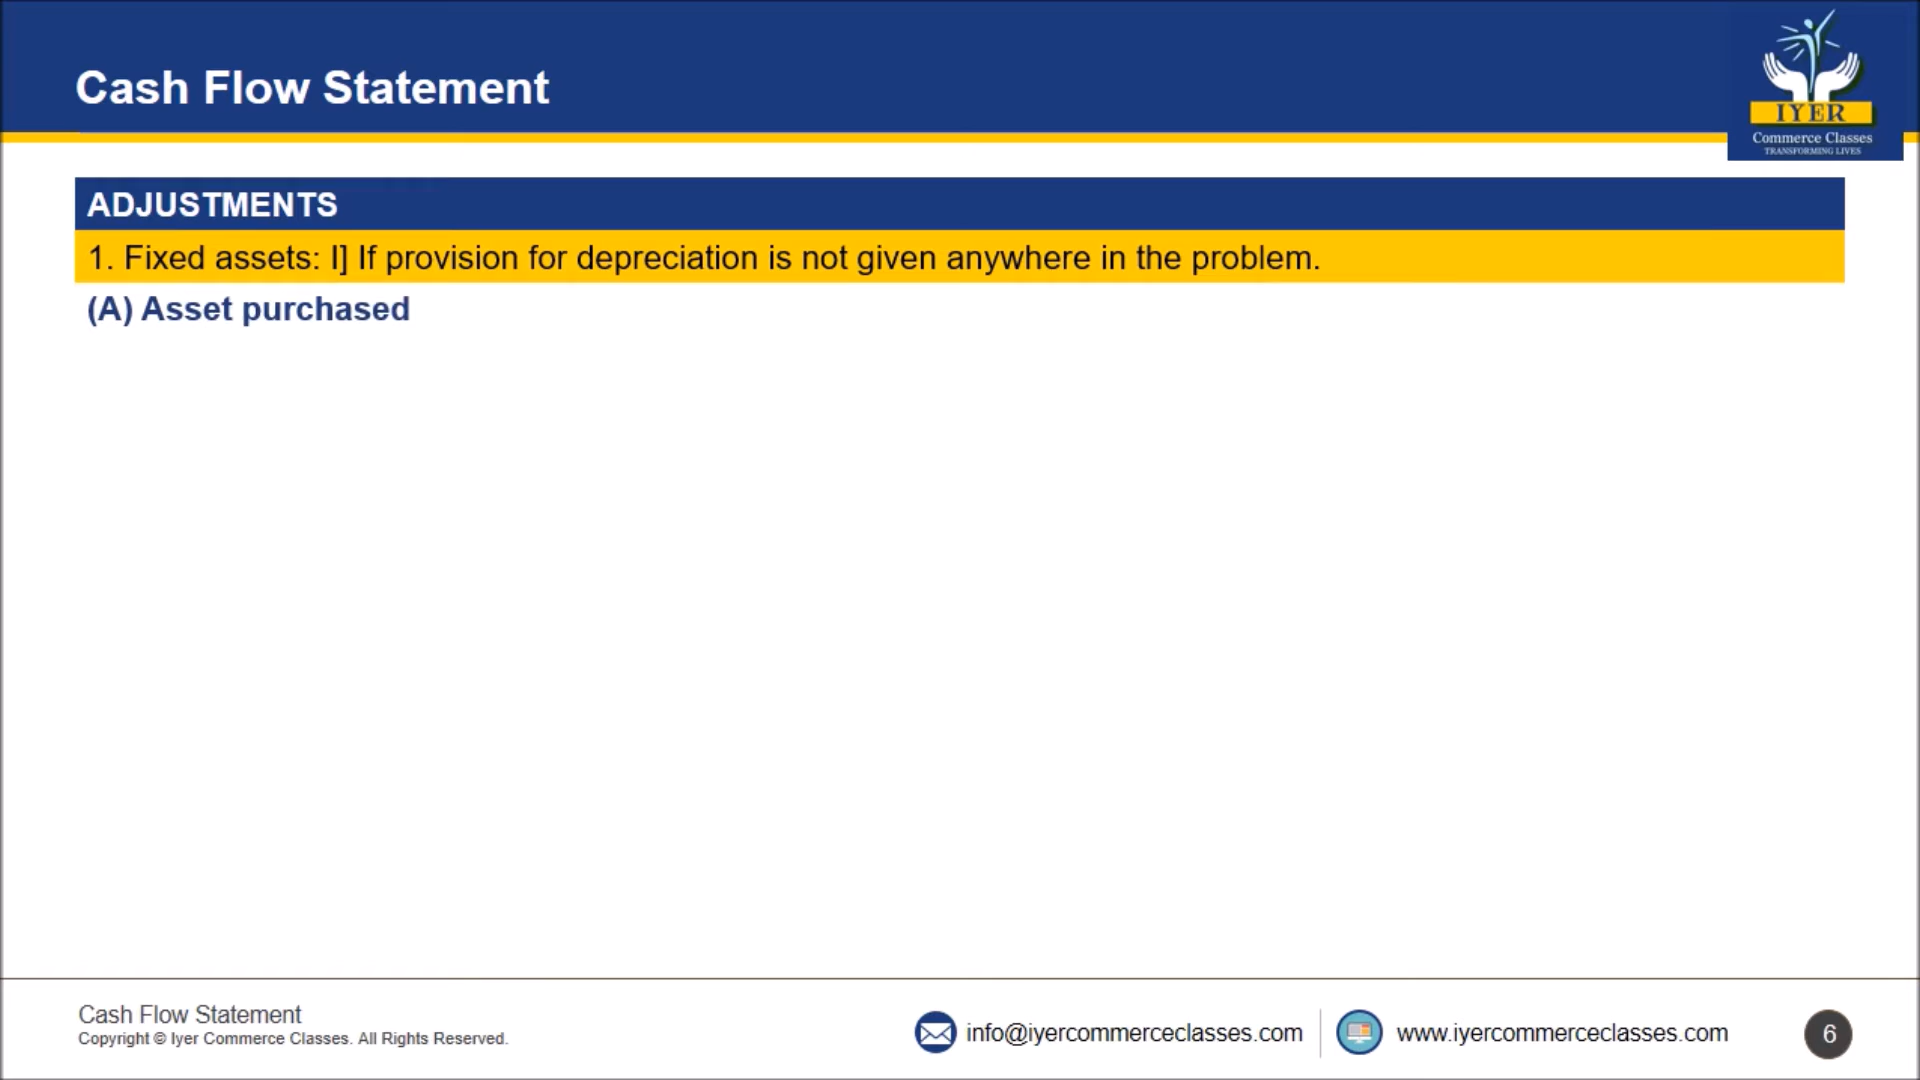 Cash Flow Statement
IYER
Commerce Classes
TRANSFORMING LIVES
ADJUSTMENTS
1. Fixed assets: I] If provision for depreciation is not given anywhere in the problem.
(A) Asset purchased
Cash Flow Statement
Copyright © Iyer Commerce Classes. All Rights Reserved.
info@iyercommerceclasses.com
www.iyercommerceclasses.com
6